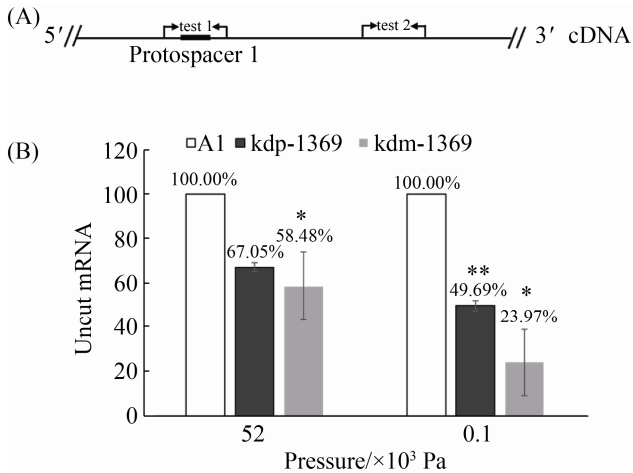 (A)
5′ test 1 test 2 3′ cDNA
Protospacer 1
(B)
A1 kdp-1369 kdm-1369
Uncut mRNA
120
100
80
60
40
20
0
100.00%
67.05%
*
58.48%
100.00%
**
49.69%
*
23.97%
52 0.1
Pressure/×10³ Pa